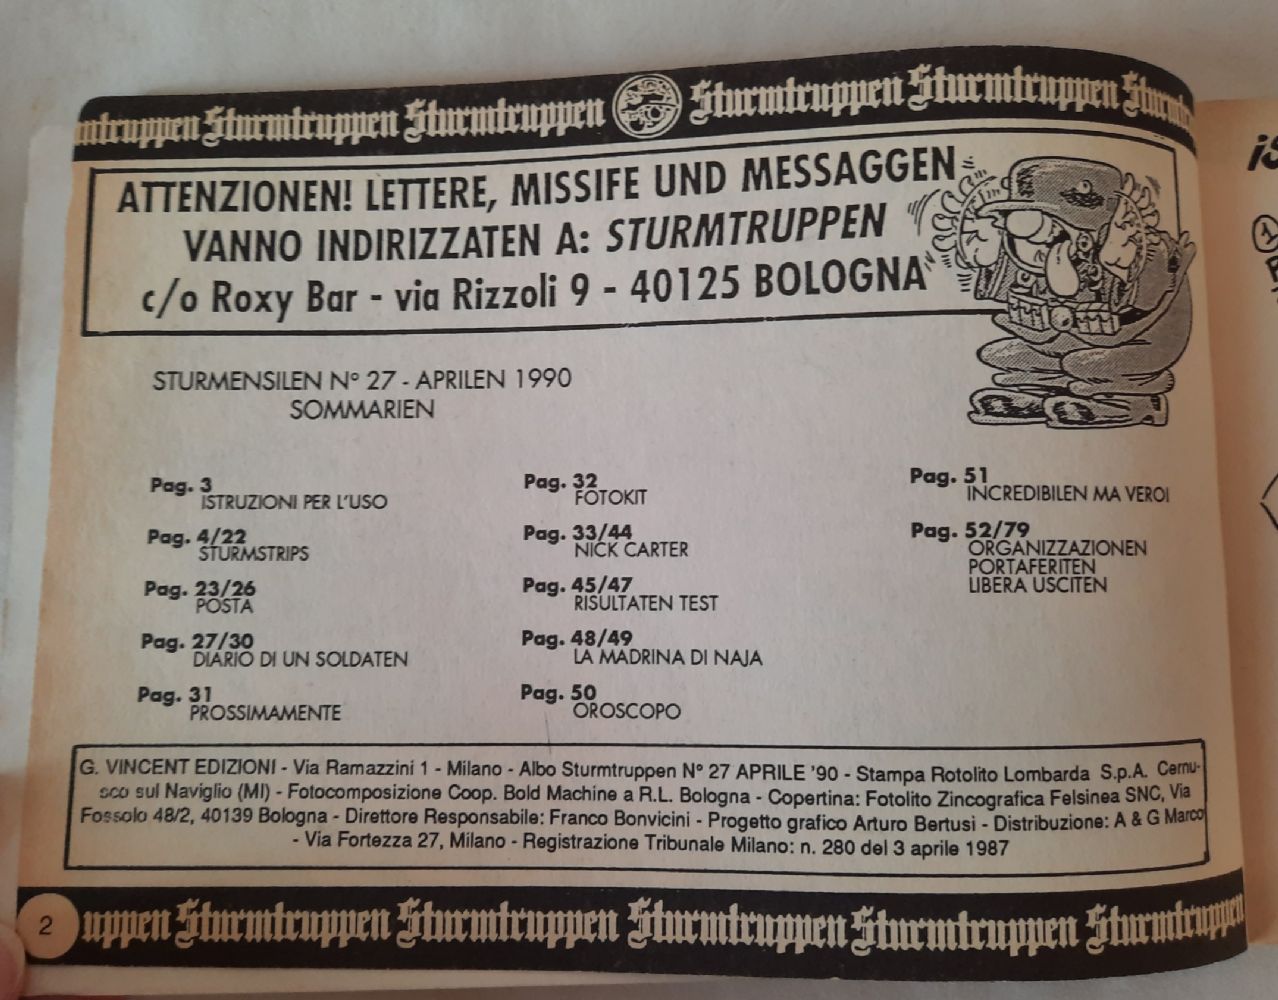 Sturmtruppen Sturmtruppen Sturmtruppen Sturmtruppen
ATTENZIONEN! LETTERE, MISSIFE UND MESSAGGEN
VANNO INDIRIZZATEN A: STURMTRUPPEN
c/o Roxy Bar - via Rizzoli 9 - 40125 BOLOGNA
STURMENSILEN N° 27 - APRILEN 1990
SOMMARIEN
Pag. 3
ISTRUZIONI PER L'USO
Pag. 4/22
STURMSTRIPS
Pag. 23/26
POSTA
Pag. 27/30
DIARIO DI UN SOLDATEN
Pag. 31
PROSSIMAMENTE
Pag. 32
FOTOKIT
Pag. 33/44
NICK CARTER
Pag. 45/47
RISULTATEN TEST
Pag. 48/49
LA MADRINA DI NAJA
Pag. 50
OROSCOPO
Pag. 51
INCREDIBILEN MA VERO!
Pag. 52/79
ORGANIZZAZIONEN
PORTAFERITEN
LIBERA USCITEN
G. VINCENT EDIZIONI - Via Ramazzini 1 - Milano - Albo Sturmtruppen N° 27 APRILE '90 - Stampa Rotolito Lombarda S.p.A. Cernu-
sco sul Naviglio (MI) - Fotocomposizione Coop. Bold Machine a R.L. Bologna - Copertina: Fotolito Zincografica Felsinea SNC, Via
Fossolo 48/2, 40139 Bologna - Direttore Responsabile: Franco Bonvicini - Progetto grafico Arturo Bertusi - Distribuzione: A & G Marco
- Via Fortezza 27, Milano - Registrazione Tribunale Milano: n. 280 del 3 aprile 1987
2
uppen Sturmtruppen Sturmtruppen Sturmtruppen Sturmtruppen Sturmtruppen